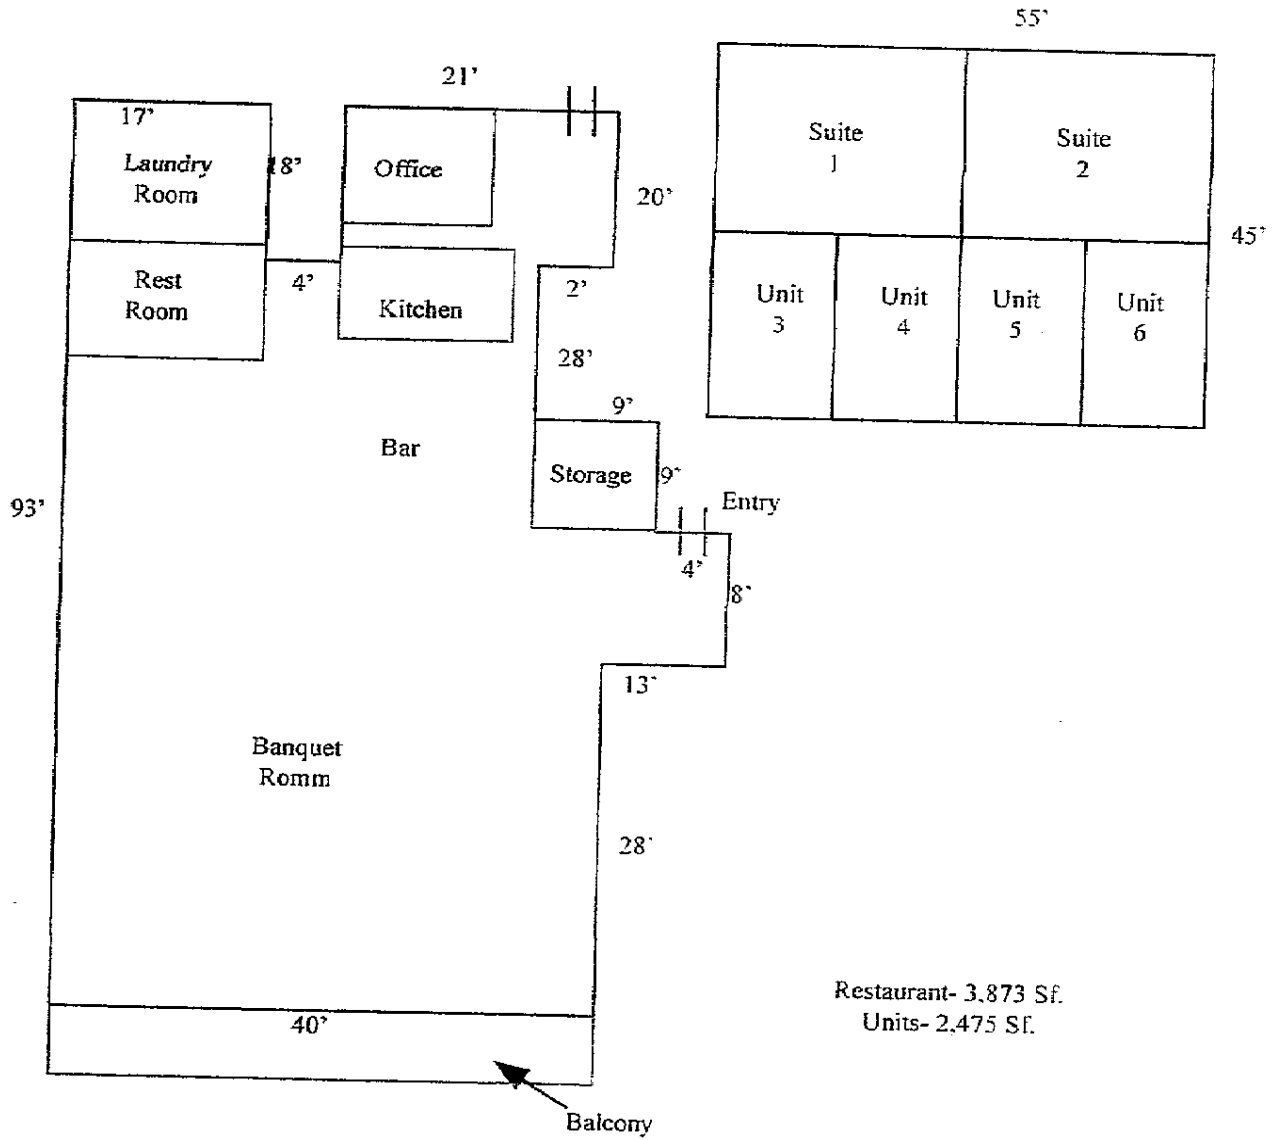 55'
21'
17'
Laundry
Room
18'
Office
20'
Suite
1
Suite
2
45'
Rest
Room
4'
Kitchen
2'
28'
Unit
3
Unit
4
Unit
5
Unit
6
9'
Bar
Storage
9'
Entry
93'
4'
8'
13'
Banquet
Romm
28'
Restaurant- 3,873 Sf.
Units- 2,475 Sf.
40'
Balcony